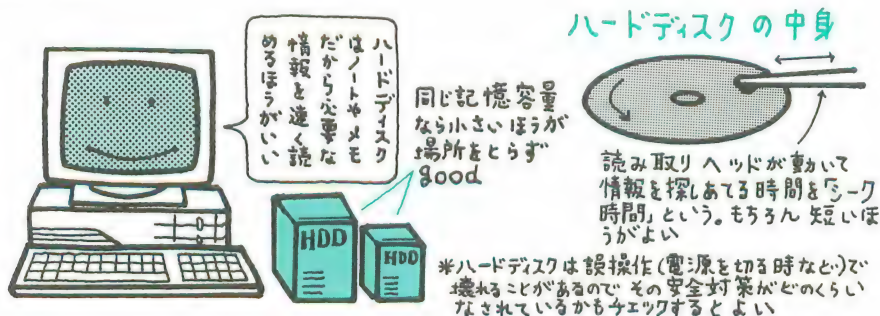 ハードディスク
はノートやメモ
だから必要な
情報を速く読
めるほうがいい
同じ記憶容量
なら小さいほうが
場所をとらず
good
HDD
HDD
ハードディスクの中身
読み取りヘッドが動いて
情報を探しあてる時間を「シーク
時間」という。もちろん短いほ
うがよい
*ハードディスクは誤操作(電源を切る時など)で
壊れることがあるのでその安全対策がどのくらい
なされているかもチェックするとよい